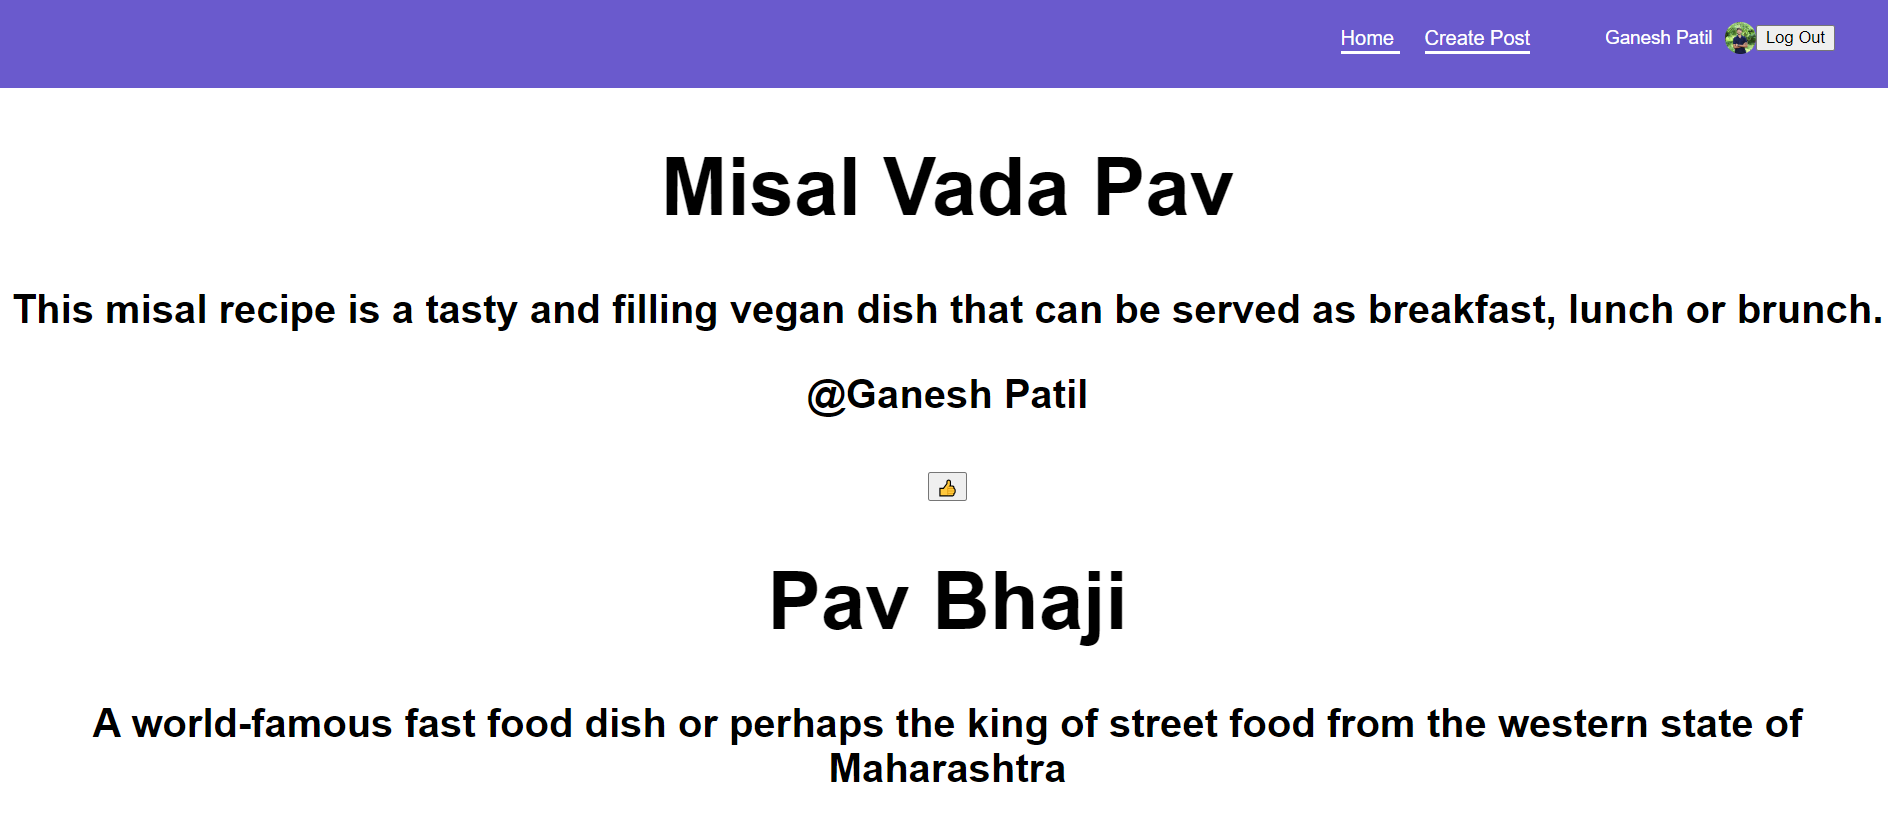 Home Create Post Ganesh Patil Log Out
Misal Vada Pav
This misal recipe is a tasty and filling vegan dish that can be served as breakfast, lunch or brunch.
@Ganesh Patil
👍
Pav Bhaji
A world-famous fast food dish or perhaps the king of street food from the western state of
Maharashtra